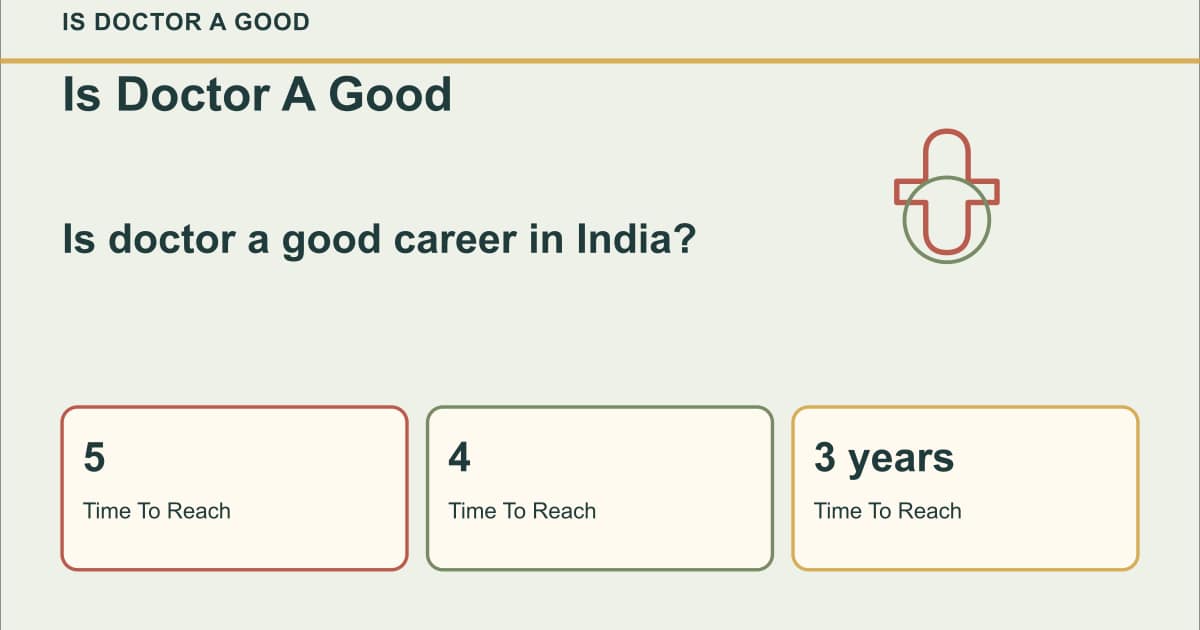 IS DOCTOR A GOOD
Is Doctor A Good
Is doctor a good career in India?
5
Time To Reach
4
Time To Reach
3 years
Time To Reach